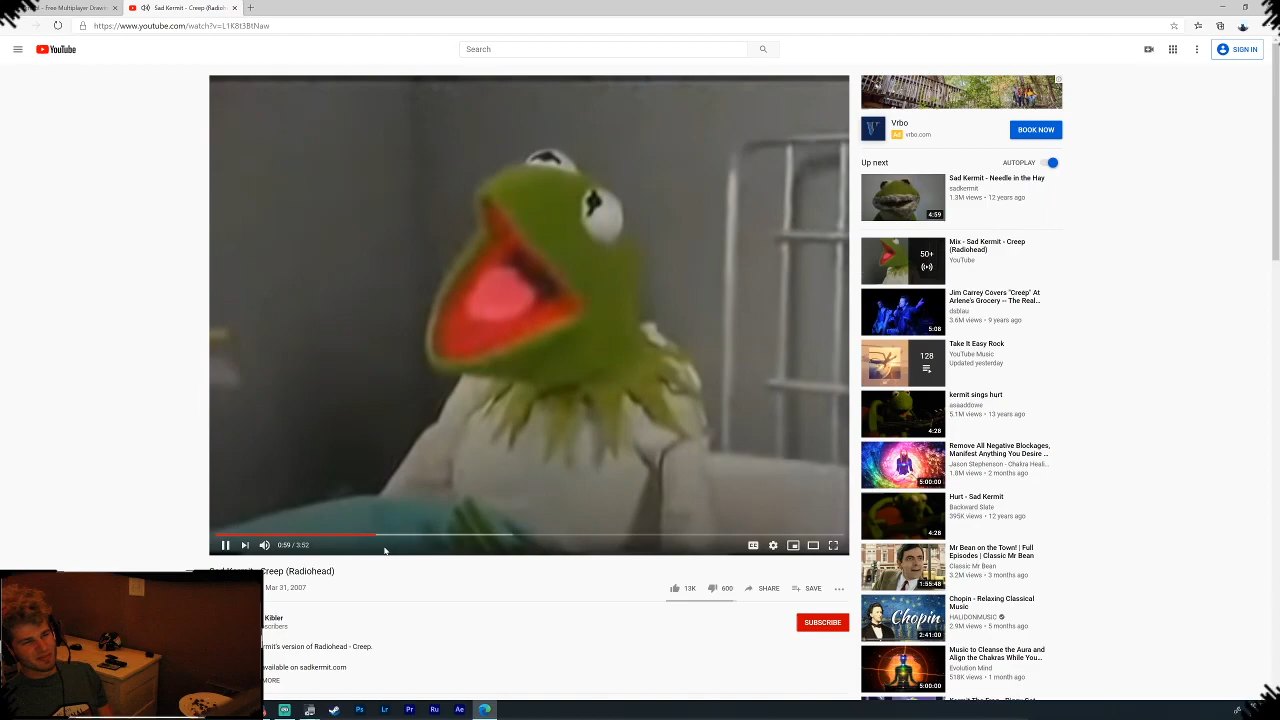 - Free Multiplayer Drawi
Sad Kermit - Creep (Radioh
https://www.youtube.com/watch?v=L1K8t3BtNaw
YouTube
Search
SIGN IN
Vrbo
Ad vrbo.com
BOOK NOW
Up next
AUTOPLAY
Sad Kermit - Needle in the Hay
sadkermit
1.3M views • 12 years ago
4:59
Mix - Sad Kermit - Creep
(Radiohead)
YouTube
50+
Jim Carrey Covers "Creep" At
Arlene's Grocery -- The Real...
dsblau
3.6M views • 9 years ago
5:08
Take It Easy Rock
YouTube Music
Updated yesterday
128
kermit sings hurt
asaaddowe
5.1M views • 13 years ago
4:28
Remove All Negative Blockages,
Manifest Anything You Desire ...
Jason Stephenson - Chakra Heali...
1.8M views • 2 months ago
5:00:00
Hurt - Sad Kermit
Backward Slate
395K views • 12 years ago
4:28
Mr Bean on the Town! | Full
Episodes | Classic Mr Bean
Classic Mr Bean
3.2M views • 3 months ago
1:55:48
Chopin - Relaxing Classical
Music
HALIDONMUSIC
2.9M views • 5 months ago
Chopin
2:41:00
Music to Cleanse the Aura and
Align the Chakras While You...
Evolution Mind
518K views • 1 month ago
5:00:00
0:59 / 3:52
Creep (Radiohead)
Mar 31, 2007
13K
600
SHARE
SAVE
Kibler
scribers
SUBSCRIBE
rmit's version of Radiohead - Creep.
vailable on sadkermit.com
MORE
Ps
Lr
Pr
Ru
Ae